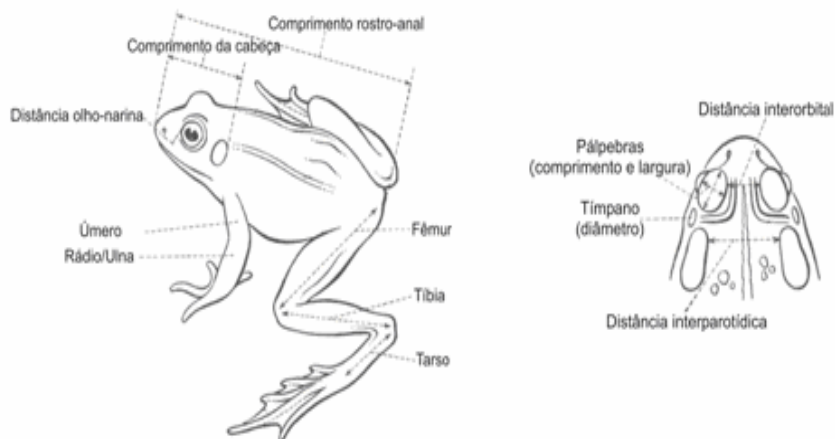 Comprimento rostro-anal
Comprimento da cabeça
Distância olho-narina
Úmero
Rádio/Ulna
Fêmur
Tíbia
Tarso
Distância interorbital
Pálpebras
(comprimento e largura)
Tímpano
(diâmetro)
Distância interparotídica